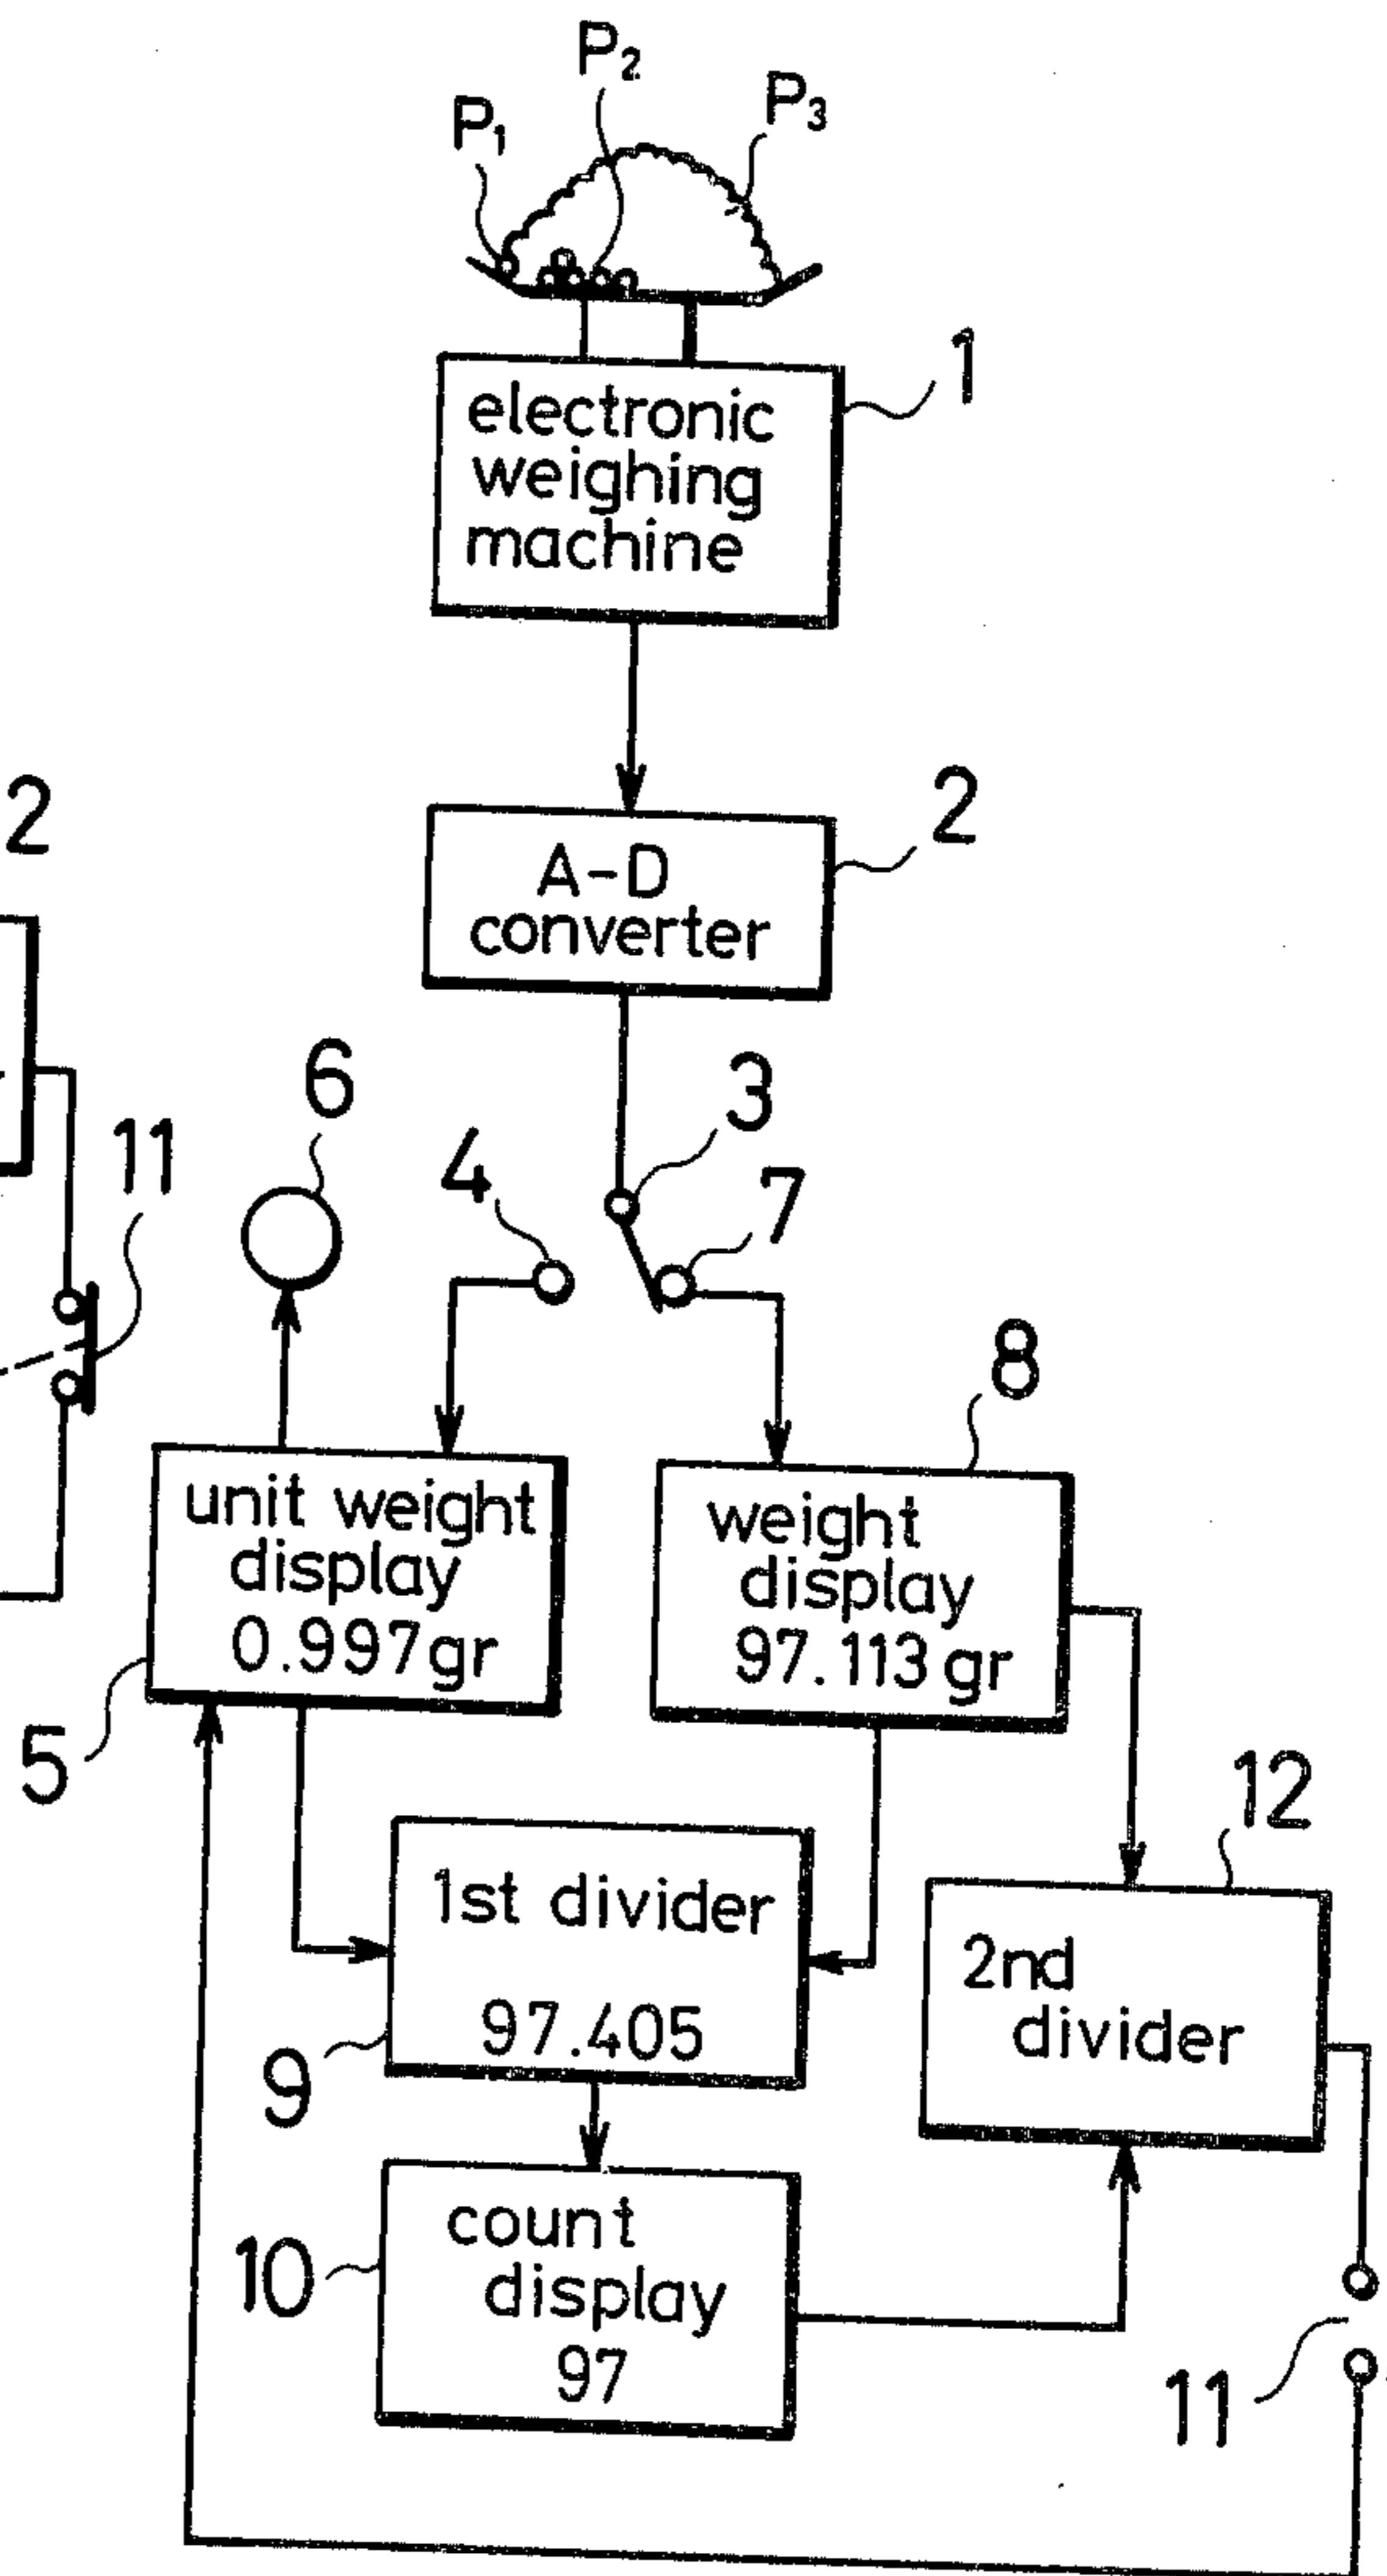 P2
P3
P1
1
electronic
weighing
machine
2
2
A-D
converter
6
3
11
4
7
8
unit weight
display
0.997gr
weight
display
97.113gr
5
12
1st divider
97.405
2nd
divider
9
count
display
97
10
11